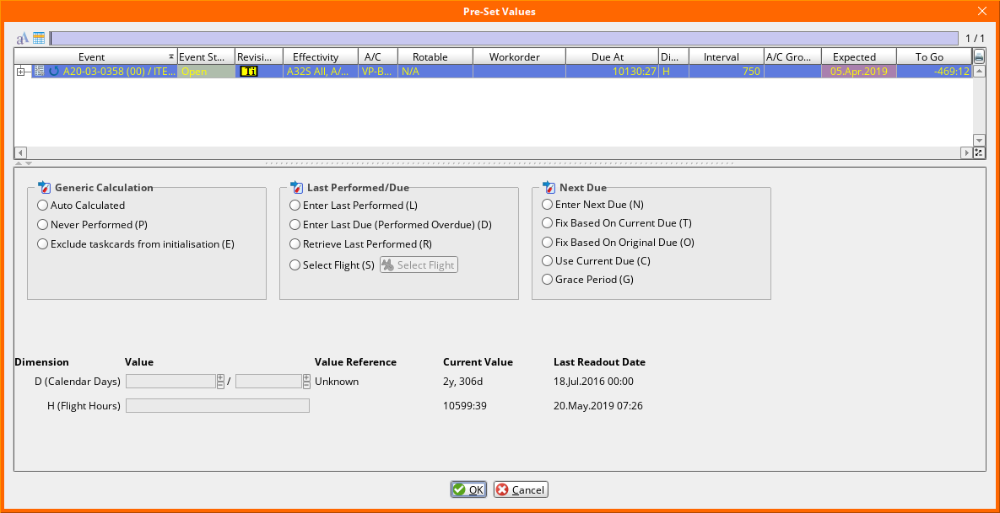 Pre-Set Values
aA 1 / 1
Event Event St... Revisi... Effectivity A/C Rotable Workorder Due At Di... Interval A/C Gro... Expected To Go
A20-03-0358 (00) / ITE... Open Ti A32S All, A/... VP-B... N/A 10130:27 H 750 05.Apr.2019 -469:12
Generic Calculation
Auto Calculated
Never Performed (P)
Exclude taskcards from initialisation (E)
Last Performed/Due
Enter Last Performed (L)
Enter Last Due (Performed Overdue) (D)
Retrieve Last Performed (R)
Select Flight (S) Select Flight
Next Due
Enter Next Due (N)
Fix Based On Current Due (T)
Fix Based On Original Due (O)
Use Current Due (C)
Grace Period (G)
Dimension Value Value Reference Current Value Last Readout Date
D (Calendar Days) / Unknown 2y, 306d 18.Jul.2016 00:00
H (Flight Hours) 10599:39 20.May.2019 07:26
OK Cancel